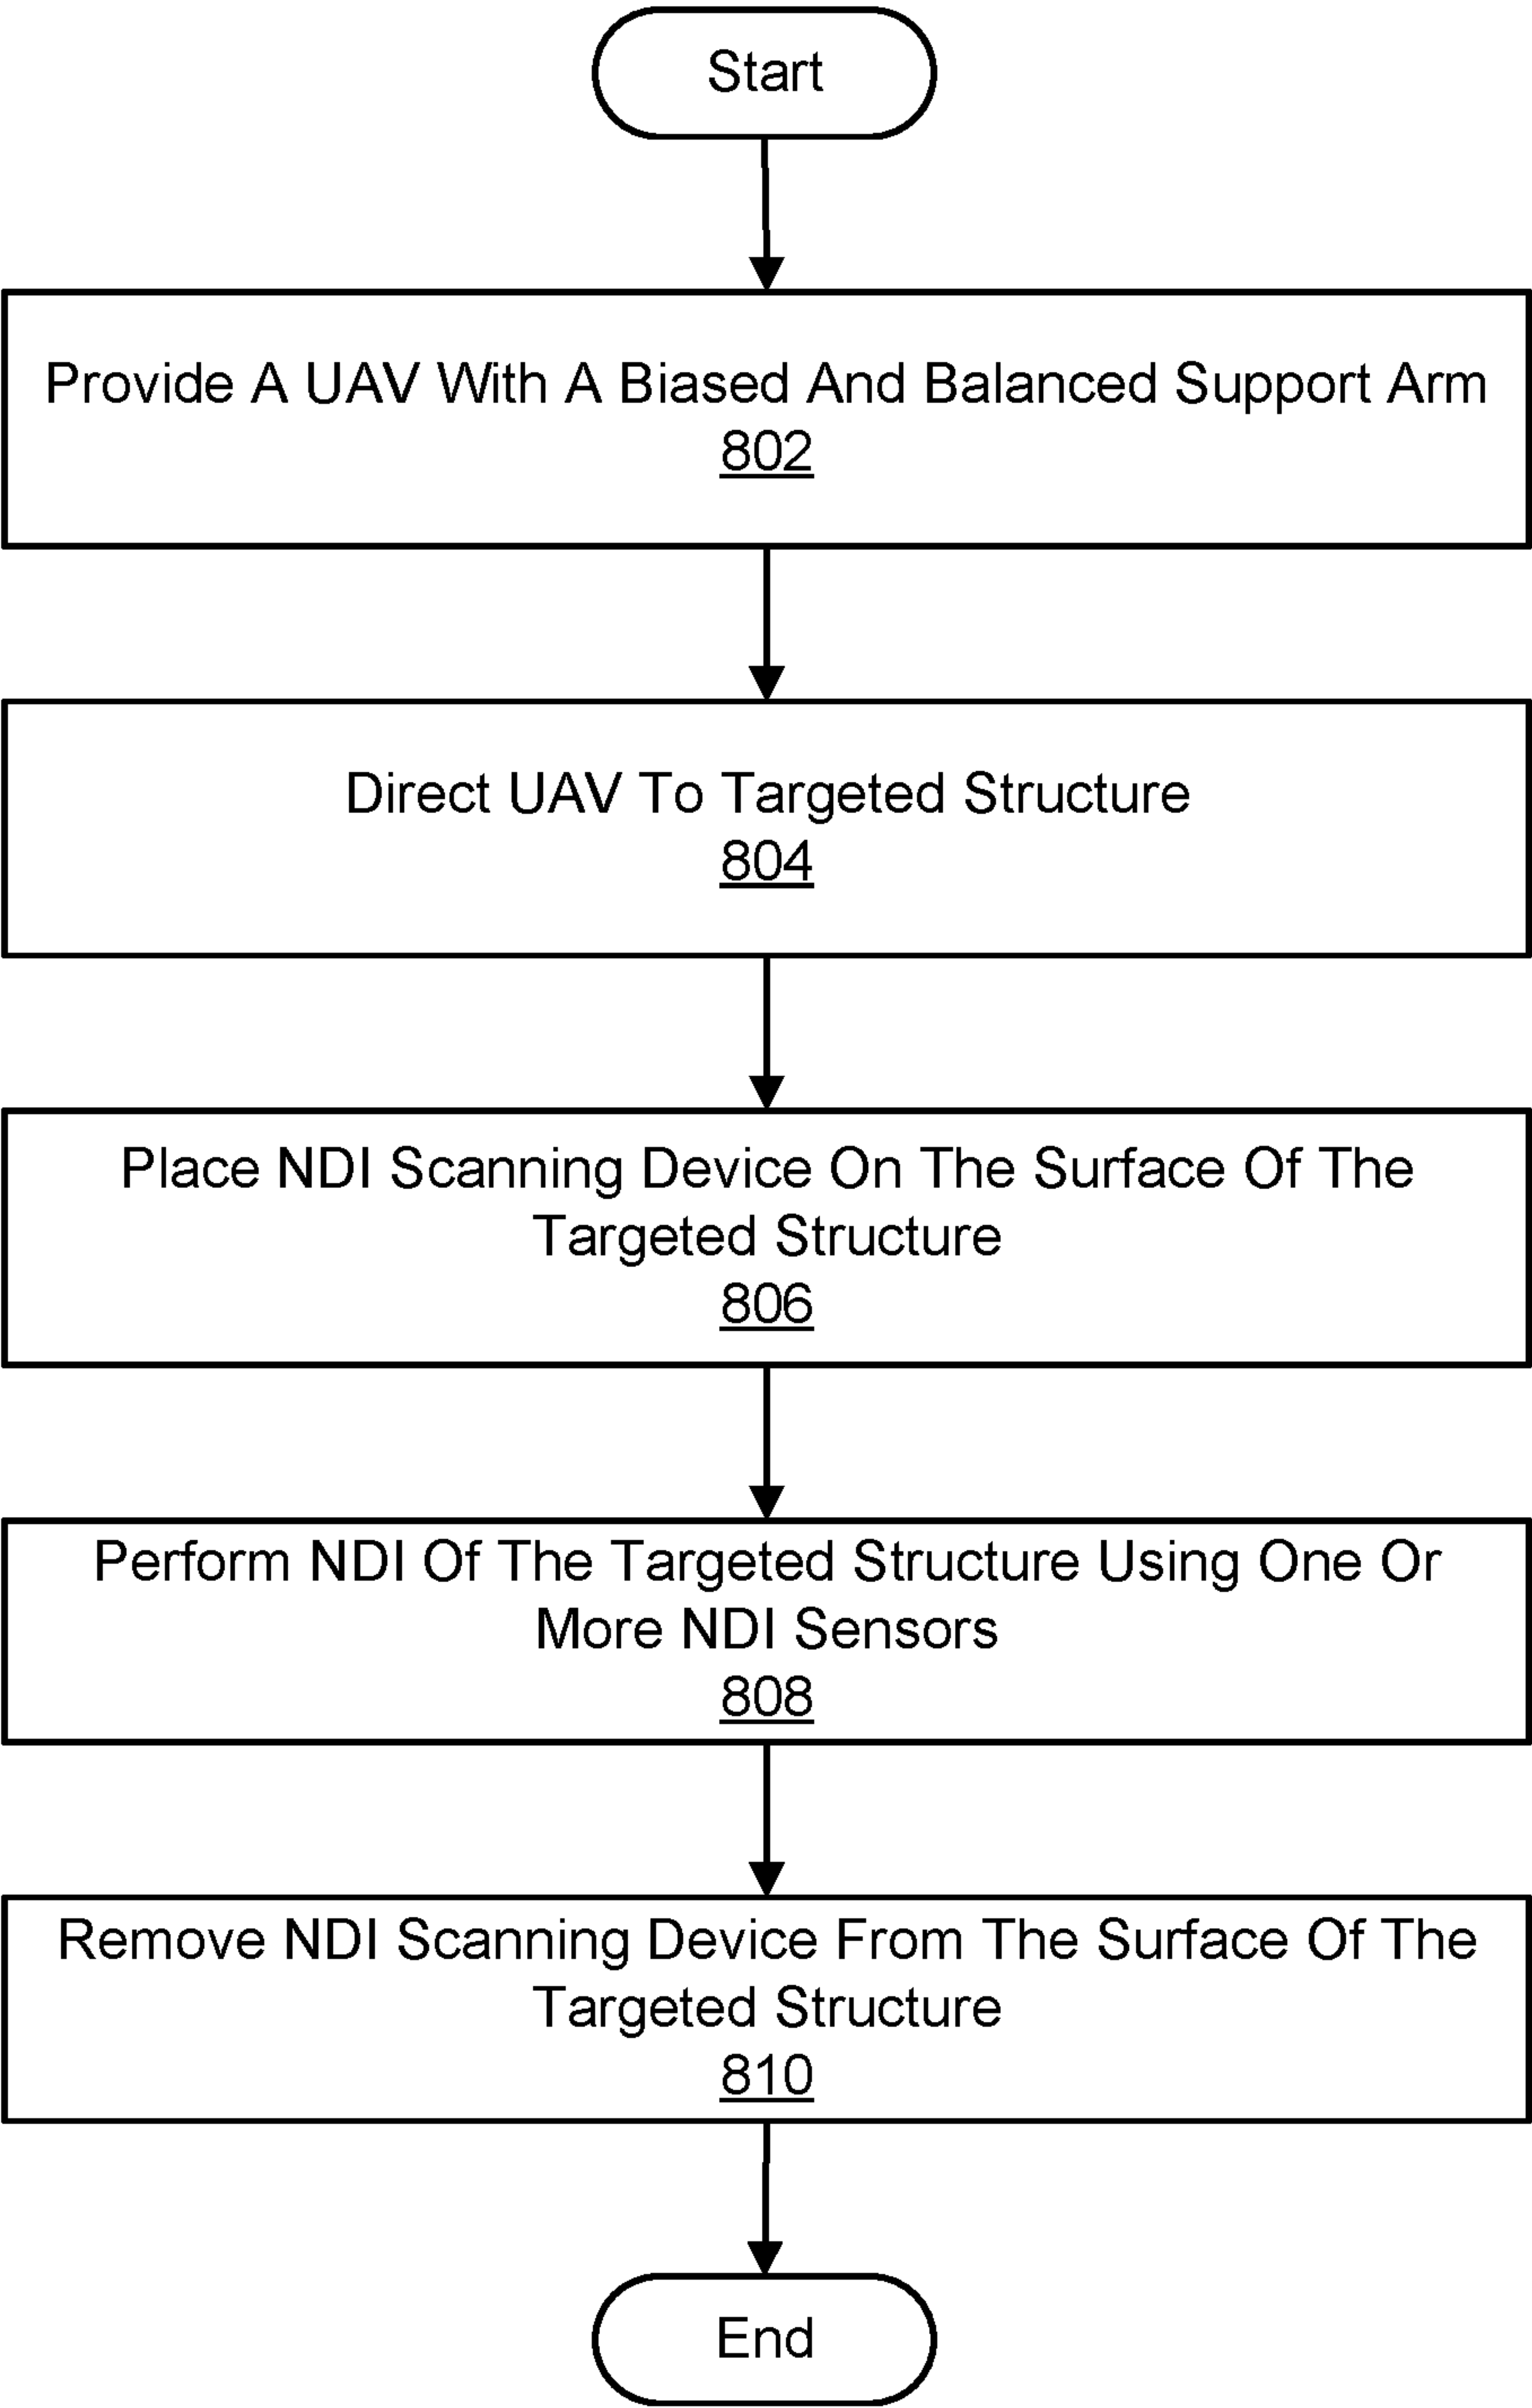 Start
Provide A UAV With A Biased And Balanced Support Arm
802
Direct UAV To Targeted Structure
804
Place NDI Scanning Device On The Surface Of The
Targeted Structure
806
Perform NDI Of The Targeted Structure Using One Or
More NDI Sensors
808
Remove NDI Scanning Device From The Surface Of The
Targeted Structure
810
End